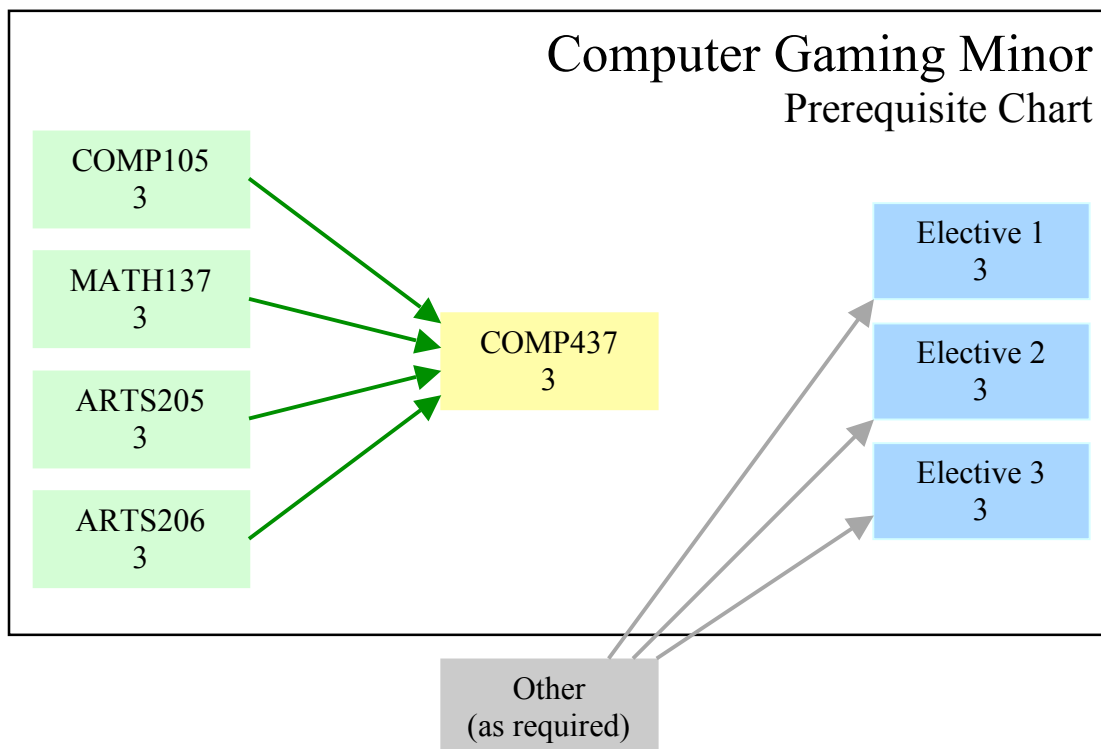 Computer Gaming Minor
Prerequisite Chart
COMP105
3
MATH137
3
ARTS205
3
ARTS206
3
COMP437
3
Elective 1
3
Elective 2
3
Elective 3
3
Other
(as required)